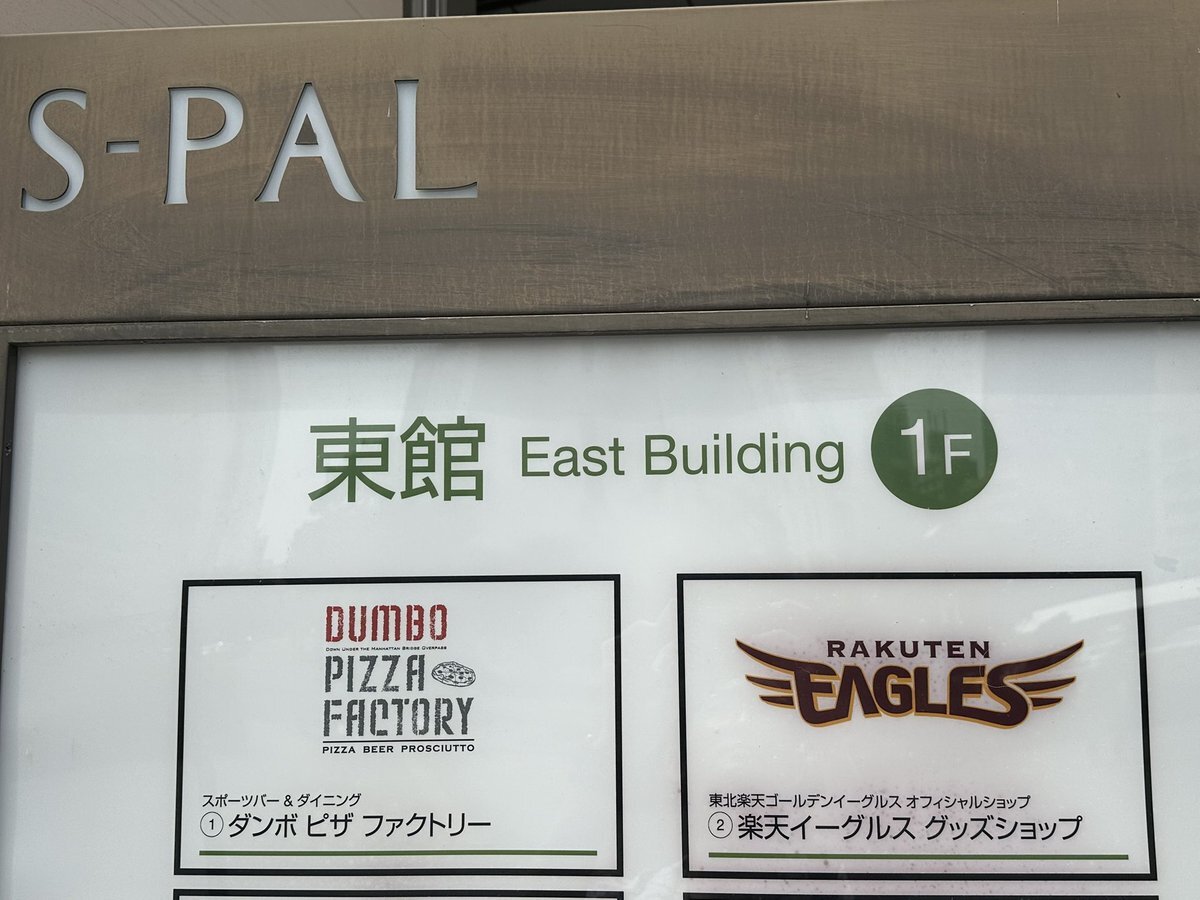 S-PAL
東館 East Building 1F
DUMBO
DOWN UNDER THE MANHATTAN BRIDGE OVERPASS
PIZZA
FACTORY
PIZZA BEER PROSCIUTTO
スポーツバー & ダイニング
① ダンボ ピザ ファクトリー
RAKUTEN
EAGLES
東北楽天ゴールデンイーグルス オフィシャルショップ
② 楽天イーグルス グッズショップ